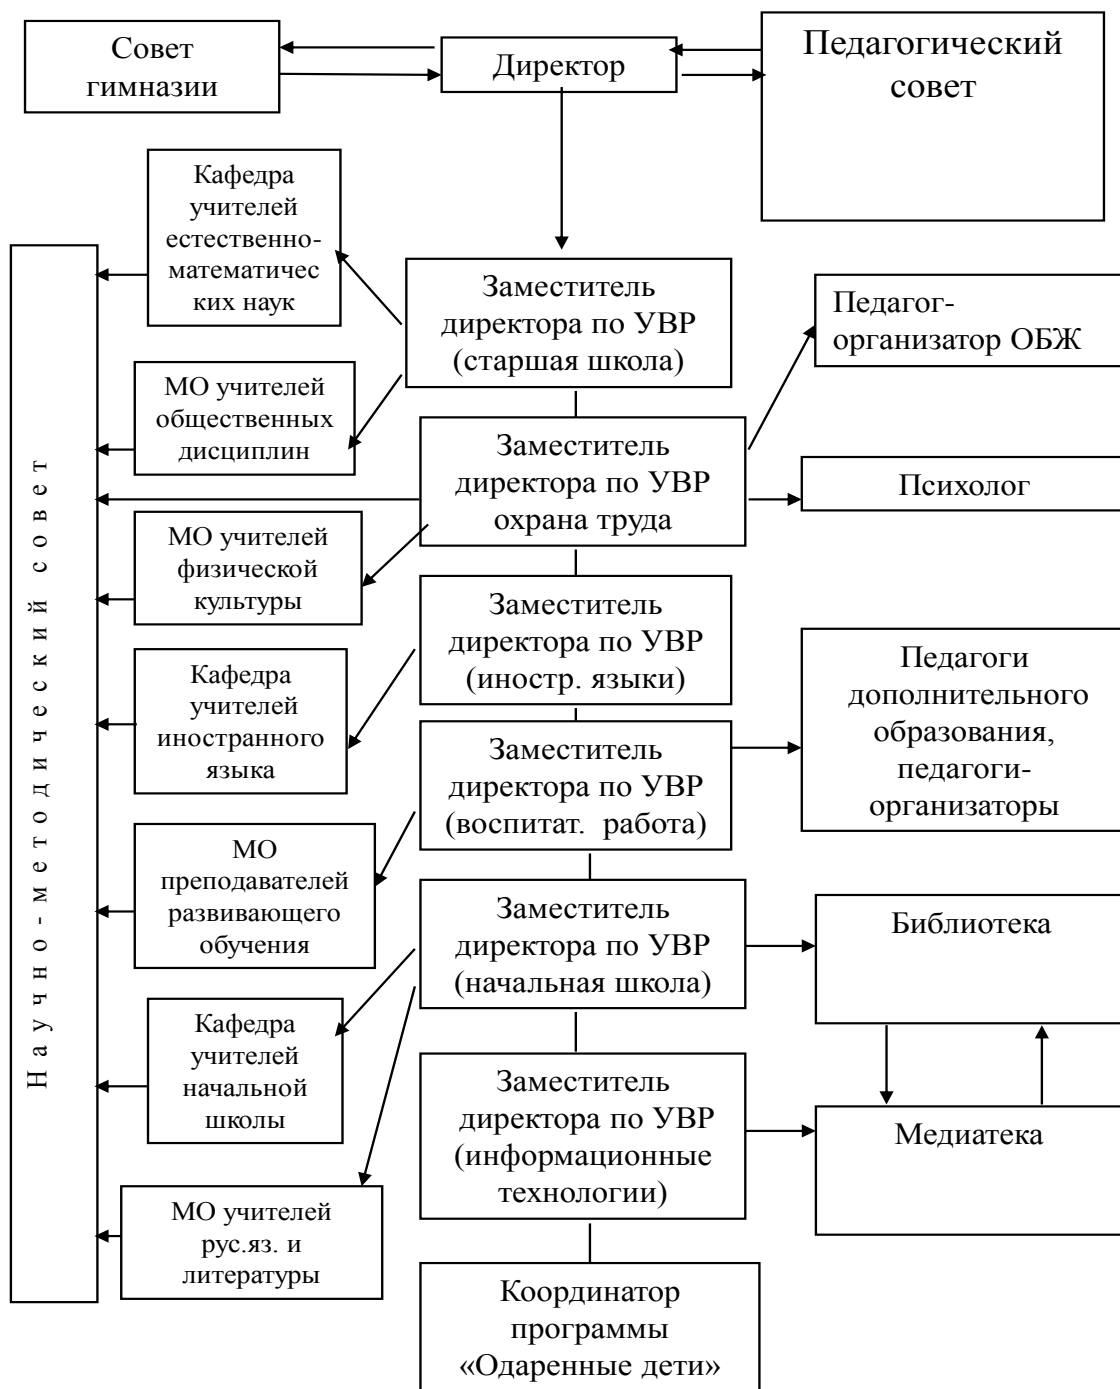 Совет
гимназии
Директор
Педагогический
совет
Кафедра
учителей
естественно-
математичес
ких наук
Заместитель
директора по УВР
(старшая школа)
Педагог-
организатор ОБЖ
МО учителей
общественных
дисциплин
Заместитель
директора по УВР
охрана труда
Психолог
Научно-методический совет
МО учителей
физической
культуры
Заместитель
директора по УВР
(иностр. языки)
Кафедра
учителей
иностранного
языка
Педагоги
дополнительного
образования,
педагоги-
организаторы
Заместитель
директора по УВР
(воспитат. работа)
МО
преподавателей
развивающего
обучения
Заместитель
директора по УВР
(начальная школа)
Библиотека
Кафедра
учителей
начальной
школы
Заместитель
директора по УВР
(информационные
технологии)
Медиатека
МО учителей
рус.яз. и
литературы
Координатор
программы
«Одаренные дети»